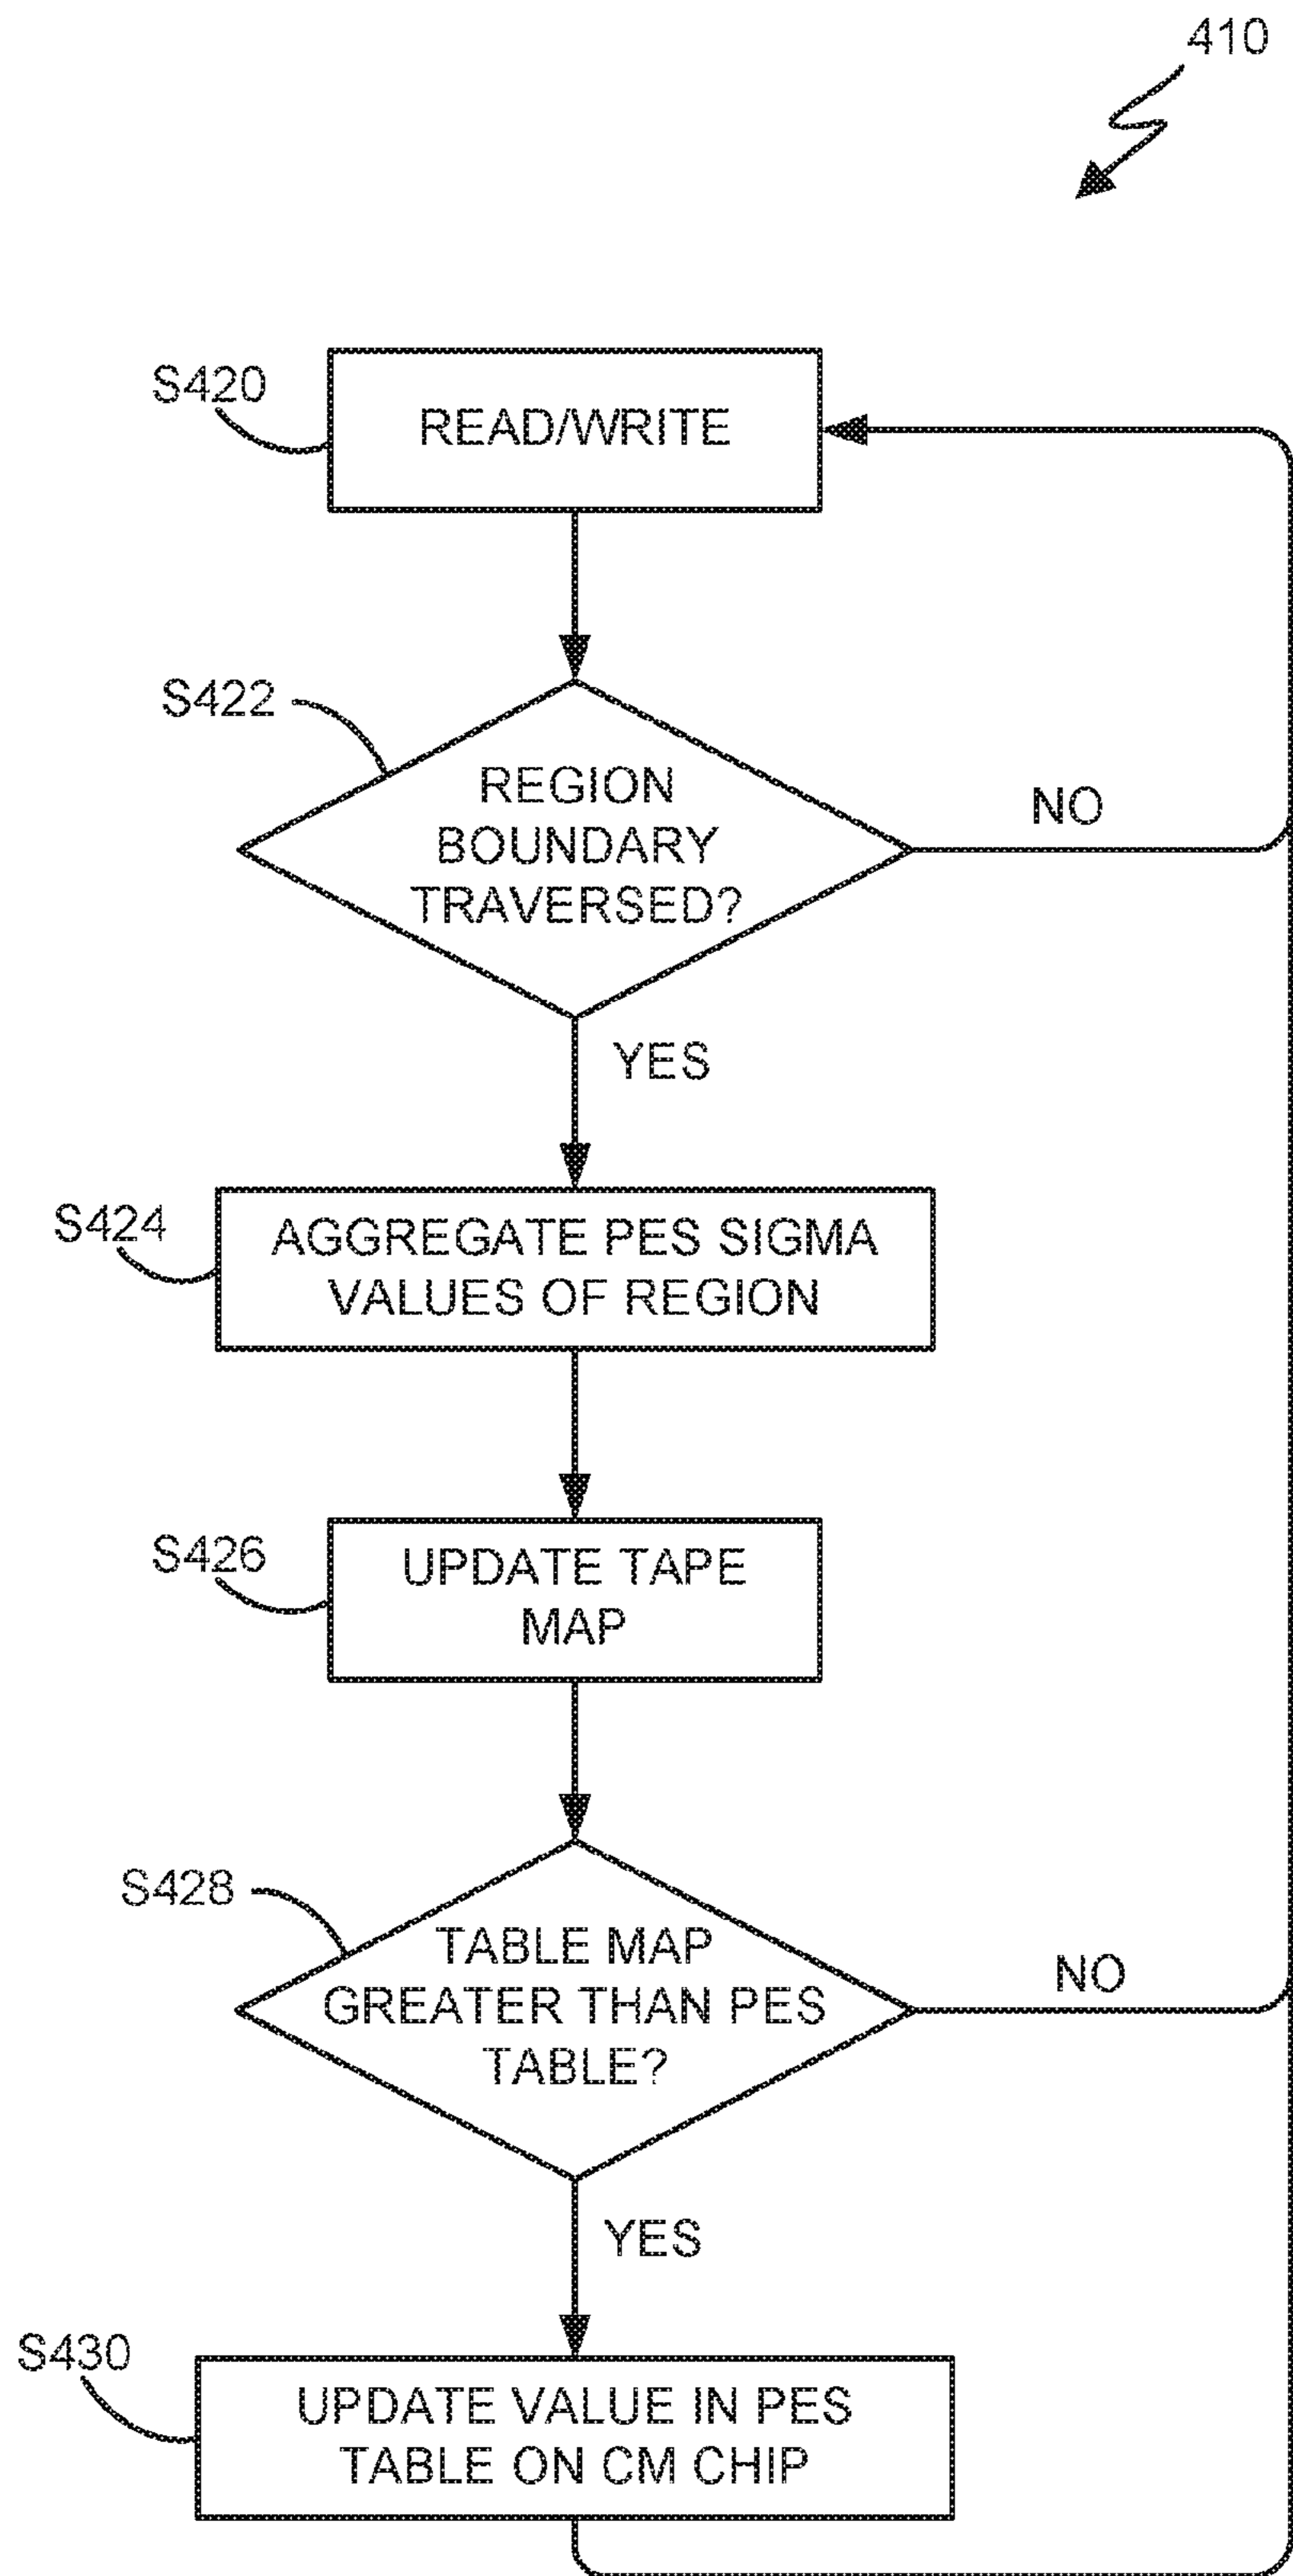 410
S420
READ/WRITE
S422
REGION
BOUNDARY
TRAVERSED?
NO
YES
S424
AGGREGATE PES SIGMA
VALUES OF REGION
S426
UPDATE TAPE
MAP
S428
TABLE MAP
GREATER THAN PES
TABLE?
NO
YES
S430
UPDATE VALUE IN PES
TABLE ON CM CHIP